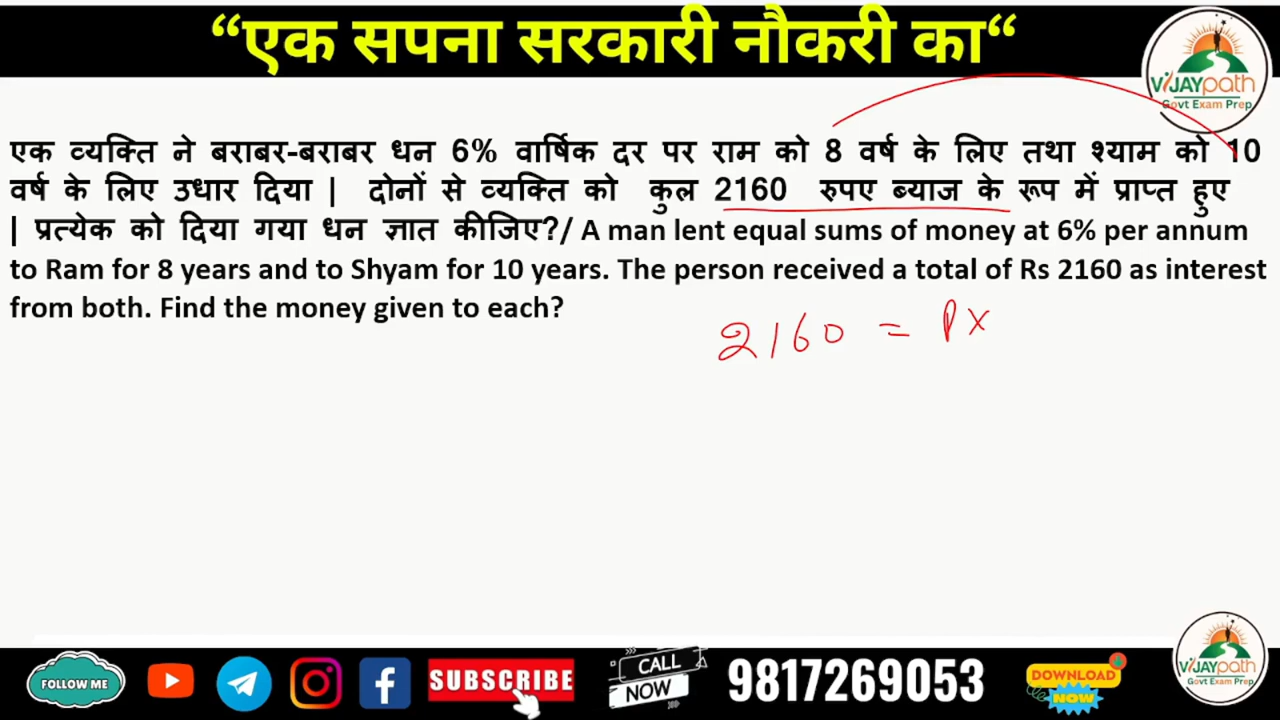 “एक सपना सरकारी नौकरी का“
VIJAYpath
Govt Exam Prep
एक व्यक्ति ने बराबर-बराबर धन 6% वार्षिक दर पर राम को 8 वर्ष के लिए तथा श्याम को 10
वर्ष के लिए उधार दिया | दोनों से व्यक्ति को कुल 2160 रुपए ब्याज के रूप में प्राप्त हुए
| प्रत्येक को दिया गया धन ज्ञात कीजिए?/ A man lent equal sums of money at 6% per annum
to Ram for 8 years and to Shyam for 10 years. The person received a total of Rs 2160 as interest
from both. Find the money given to each?
2160 = P×
FOLLOW ME
SUBSCRIBE
CALL
NOW
9817269053
DOWNLOAD
NOW
VIJAYpath
Govt Exam Prep